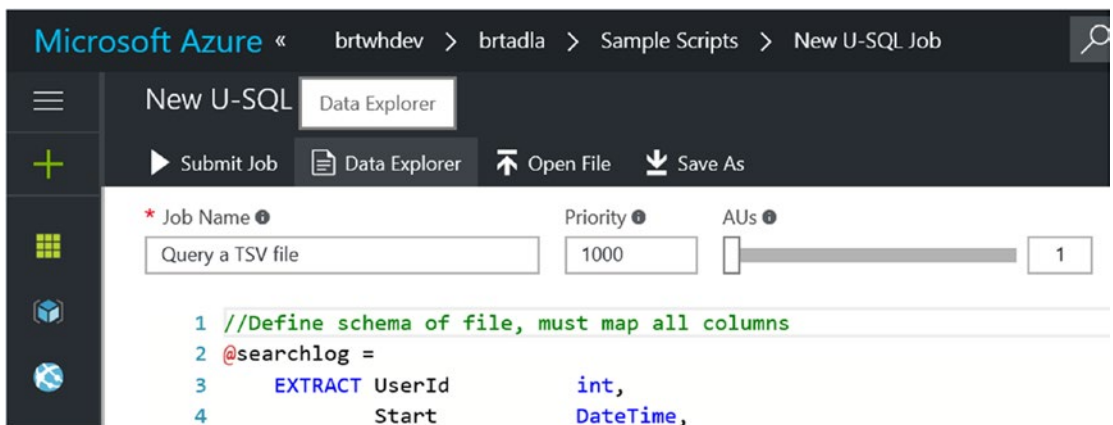 Microsoft Azure « brtwhdev > brtadla > Sample Scripts > New U-SQL Job
New U-SQL Data Explorer
Submit Job Data Explorer Open File Save As
* Job Name Priority AUs
Query a TSV file 1000 1
1 //Define schema of file, must map all columns
2 @searchlog =
3 EXTRACT UserId int,
4 Start DateTime,